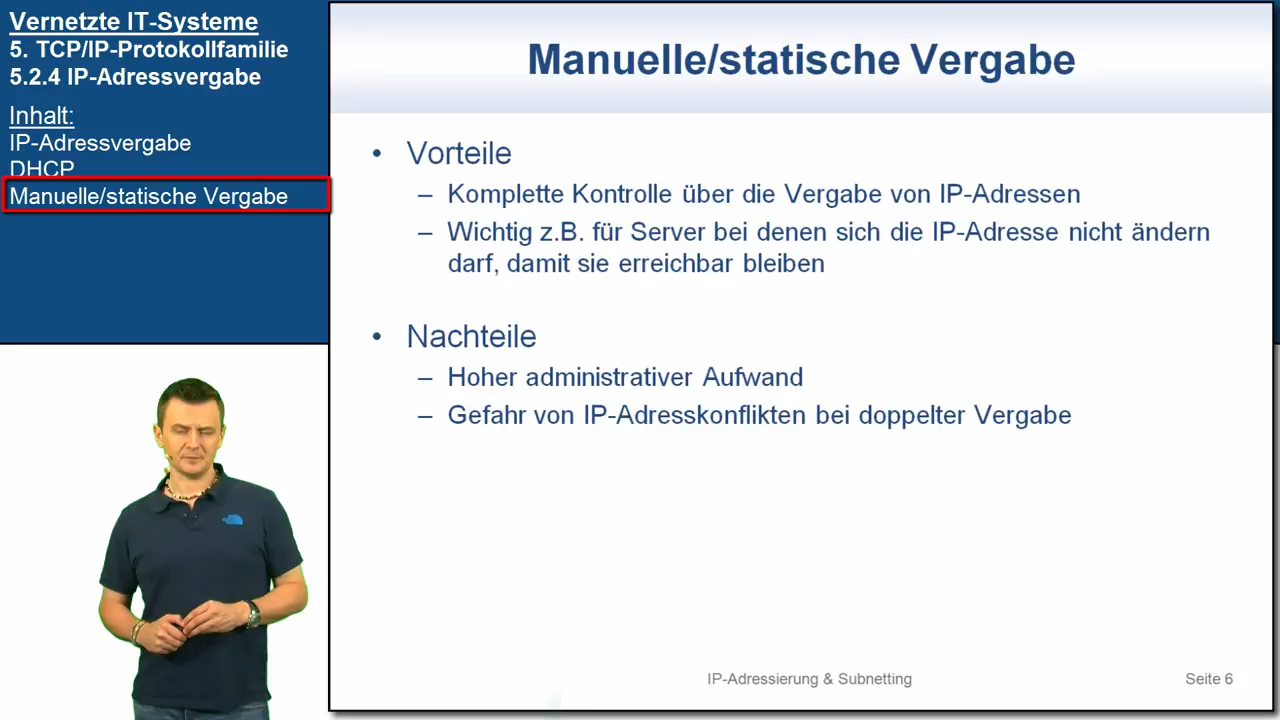 Vernetzte IT-Systeme
5. TCP/IP-Protokollfamilie
5.2.4 IP-Adressvergabe
Inhalt:
IP-Adressvergabe
DHCP
Manuelle/statische Vergabe
Manuelle/statische Vergabe
• Vorteile
– Komplette Kontrolle über die Vergabe von IP-Adressen
– Wichtig z.B. für Server bei denen sich die IP-Adresse nicht ändern
darf, damit sie erreichbar bleiben
• Nachteile
– Hoher administrativer Aufwand
– Gefahr von IP-Adresskonflikten bei doppelter Vergabe
IP-Adressierung & Subnetting
Seite 6